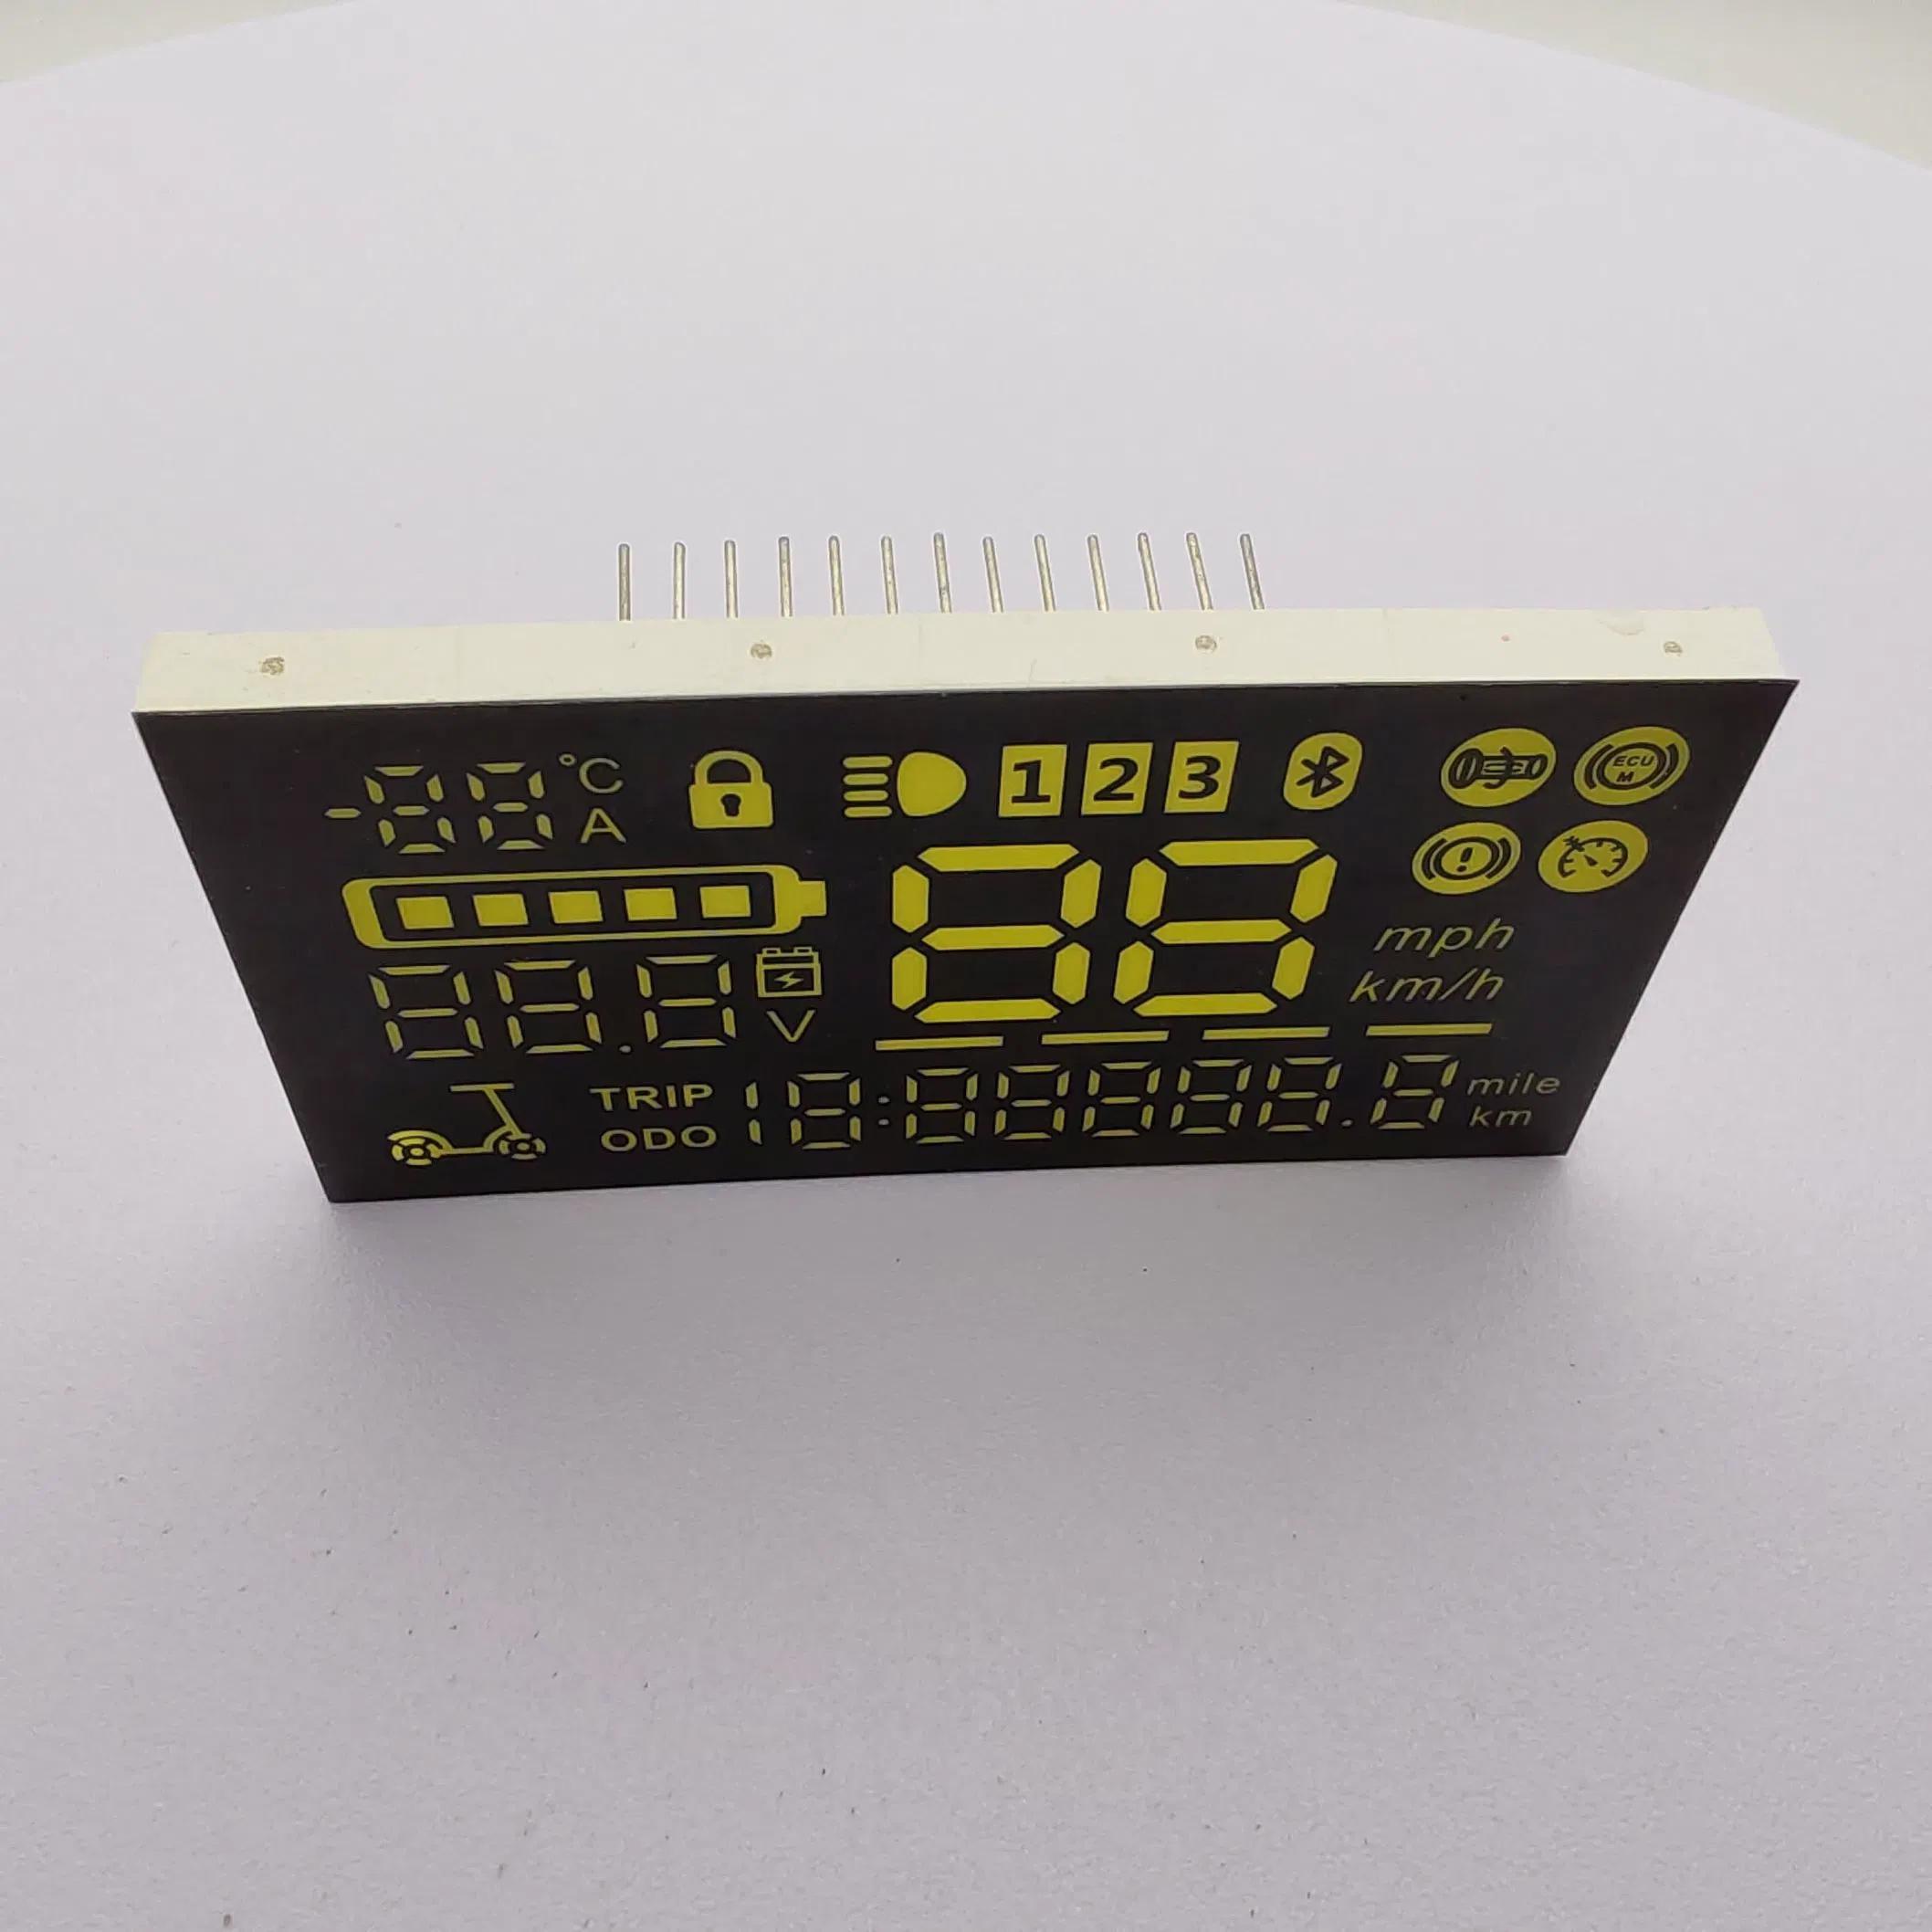 -88 °C
A
1 2 3
ECU
M
88
mph
km/h
88.8
V
TRIP
ODO
18:88888.8
mile
km